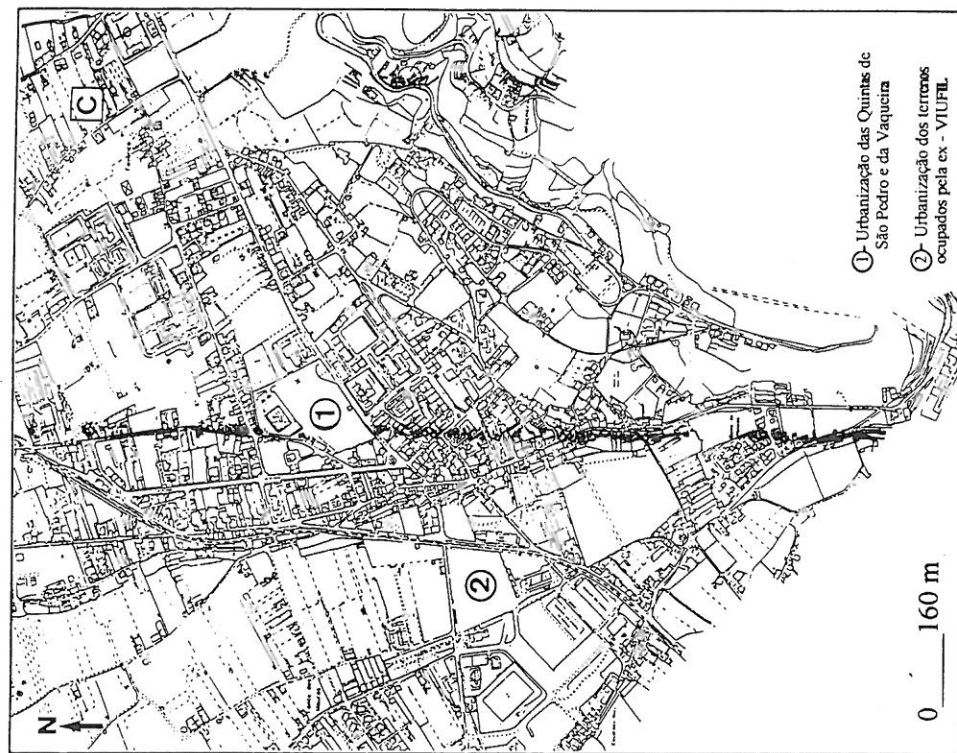 C
1
2
N
①- Urbanização das Quintas de
São Pedro e da Vaqueira
②- Urbanização dos terrenos
ocupados pela ex - VIUFIL.
0 160 m